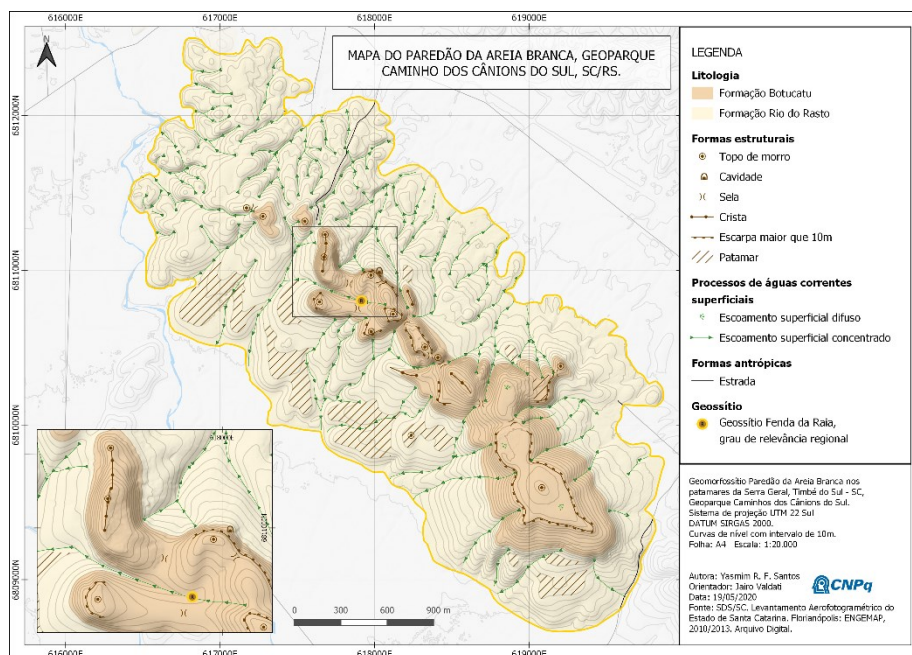 616000E
617000E
618000E
619000E
N
MAPA DO PAREDÃO DA AREIA BRANCA, GEOPARQUE
CAMINHO DOS CÂNIONS DO SUL, SC/RS.
6812000N
6811000N
6810000N
6809000N
618000E
6811000N
0 300 600 900 m
616000E
617000E
618000E
619000E
LEGENDA
Litologia
Formação Botucatu
Formação Rio do Rasto
Formas estruturais
Topo de morro
Cavidade
Sela
Crista
Escarpa maior que 10m
Patamar
Processos de águas correntes
superficiais
Escoamento superficial difuso
Escoamento superficial concentrado
Formas antrópicas
Estrada
Geossítio
Geossítio Fenda da Raia,
grau de relevância regional
Geomorfossítio Paredão da Areia Branca nos
patamares da Serra Geral, Timbé do Sul - SC,
Geoparque Caminhos dos Cânions do Sul.
Sistema de projeção UTM 22 Sul
DATUM SIRGAS 2000.
Curvas de nível com intervalo de 10m.
Folha: A4 Escala: 1:20.000
Autora: Yasmim R. F. Santos
Orientador: Jairo Valdati
Data: 19/05/2020
CNPq
Fonte: SDS/SC. Levantamento Aerofotogramétrico do
Estado de Santa Catarina. Florianópolis: ENGEMAP,
2010/2013. Arquivo Digital.